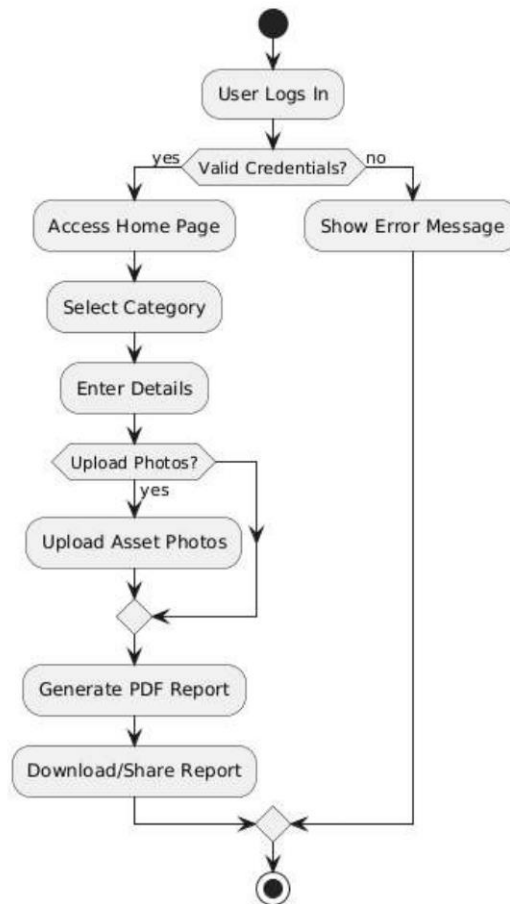 User Logs In
yes
Valid Credentials?
no
Access Home Page
Show Error Message
Select Category
Enter Details
Upload Photos?
yes
Upload Asset Photos
Generate PDF Report
Download/Share Report